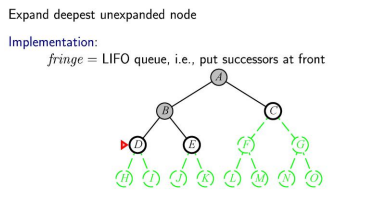 Expand deepest unexpanded node
Implementation:
fringe = LIFO queue, i.e., put successors at front
A
B C
D E F G
H I J K L M N O